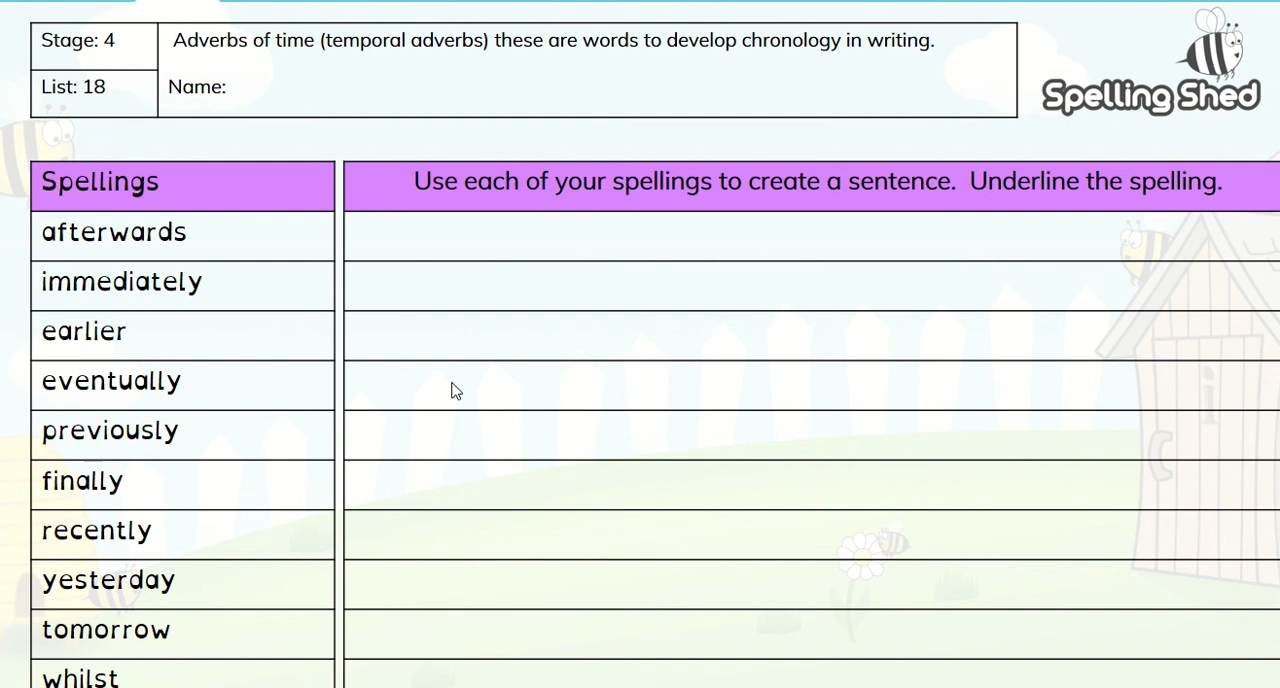 Stage: 4
Adverbs of time (temporal adverbs) these are words to develop chronology in writing.
List: 18
Name:
Spelling Shed
Spellings
Use each of your spellings to create a sentence.  Underline the spelling.
afterwards
immediately
earlier
eventually
previously
finally
recently
yesterday
tomorrow
whilst